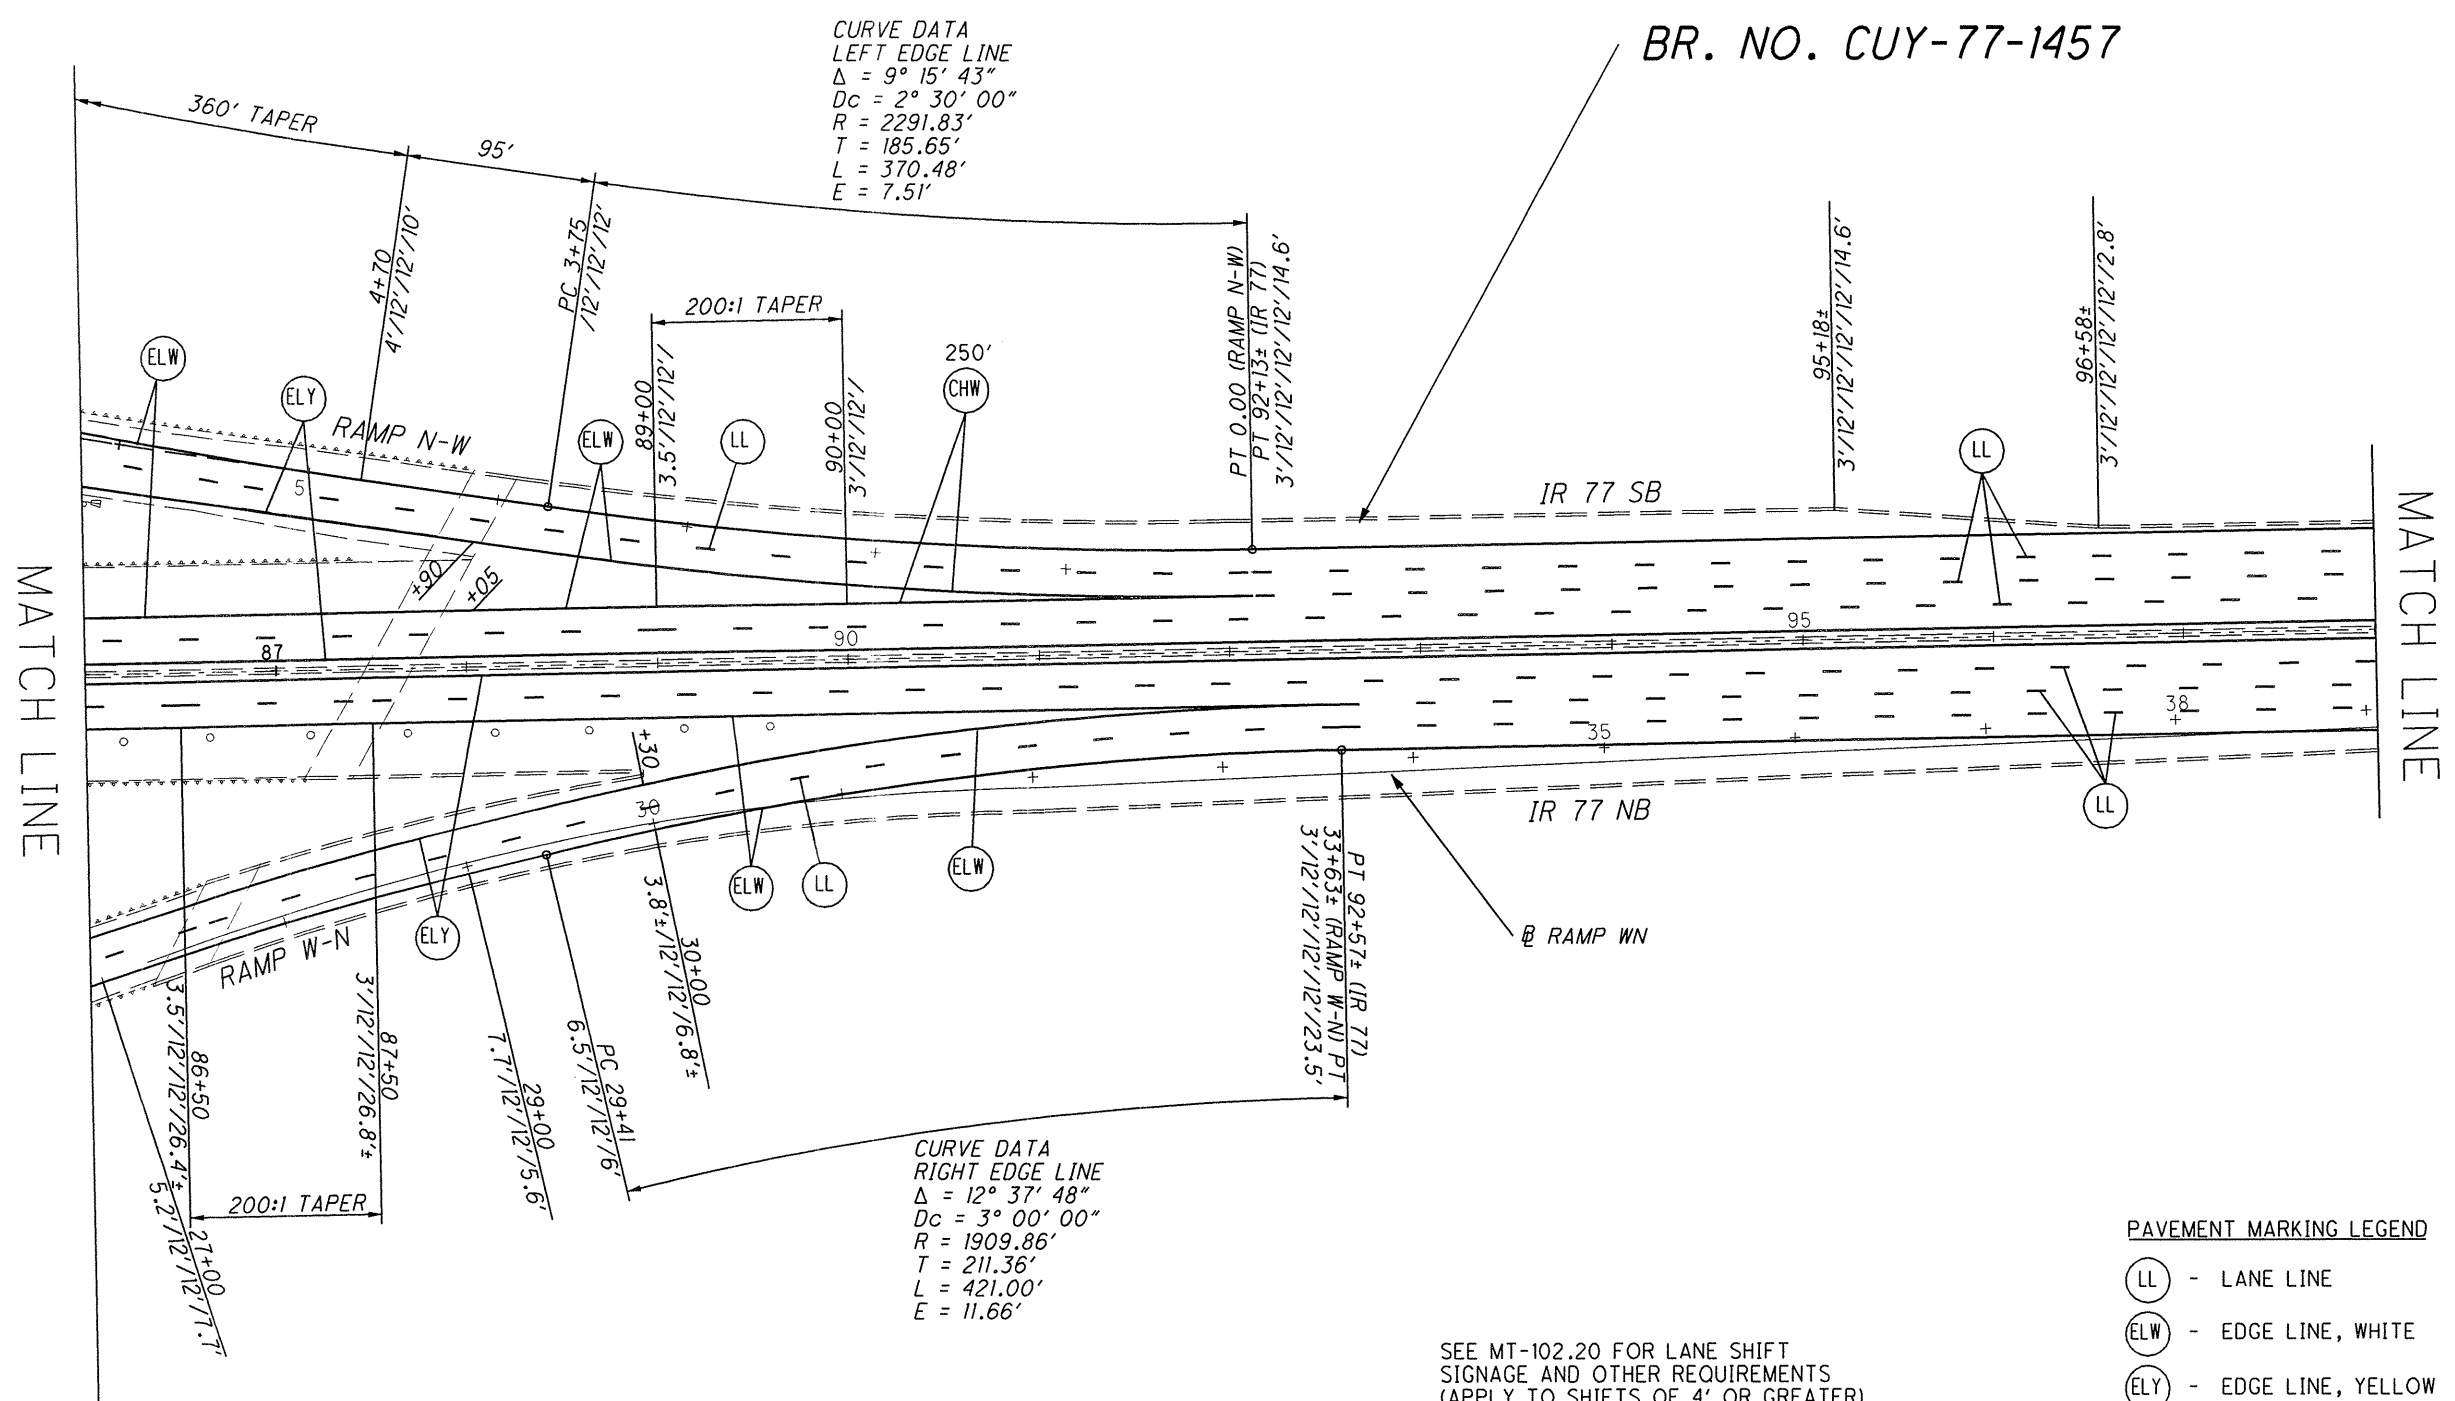 CURVE DATA
LEFT EDGE LINE
Δ = 9° 15' 43"
Dc = 2° 30' 00"
R = 2291.83'
T = 185.65'
L = 370.48'
E = 7.51'
BR. NO. CUY-77-1457
360' TAPER
95'
4+70
4'/12'/12'/10'
PC 3+75
/12'/12'/12'
200:1 TAPER
89+00
3.5'/12'/12'/
90+00
3'/12'/12'/
250'
CHW
PT 0.00 (RAMP N-W)
PT 92+13± (IR 77)
3'/12'/12'/12'/12'/14.6'
95+18±
3'/12'/12'/12'/12'/14.6'
96+58±
3'/12'/12'/12'/12'/2.8'
ELW
ELY
RAMP N-W
ELW
LL
LL
IR 77 SB
5
+90
+05
MATCH LINE
MATCH LINE
87
90
95
+30
30
35
38
IR 77 NB
LL
ELW
LL
ELW
ELY
RAMP W-N
℄ RAMP WN
27+00
5.2'/12'/12'/7.7'
86+50
3.5'/12'/12'/26.4'±
87+50
3'/12'/12'/26.8'±
200:1 TAPER
29+00
7.7'/12'/12'/5.6'
PC 29+41
6.5'/12'/12'/6'
30+00
3.8'±/12'/12'/6.8'±
PT 92+57± (IR 77)
33+63± (RAMP W-N) PT
3'/12'/12'/12'/12'/23.5'
CURVE DATA
RIGHT EDGE LINE
Δ = 12° 37' 48"
Dc = 3° 00' 00"
R = 1909.86'
T = 211.36'
L = 421.00'
E = 11.66'
SEE MT-102.20 FOR LANE SHIFT
SIGNAGE AND OTHER REQUIREMENTS
(APPLY TO SHIFTS OF 4' OR GREATER)
PAVEMENT MARKING LEGEND
LL - LANE LINE
ELW - EDGE LINE, WHITE
ELY - EDGE LINE, YELLOW